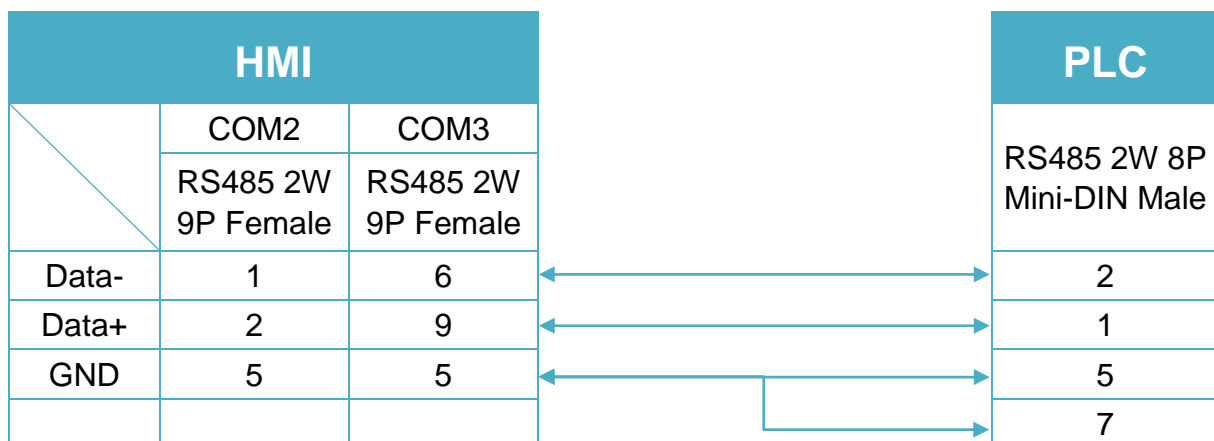 HMI PLC
COM2 COM3
RS485 2W 9P Female RS485 2W 9P Female RS485 2W 8P Mini-DIN Male
Data- 1 6 2
Data+ 2 9 1
GND 5 5 5
7